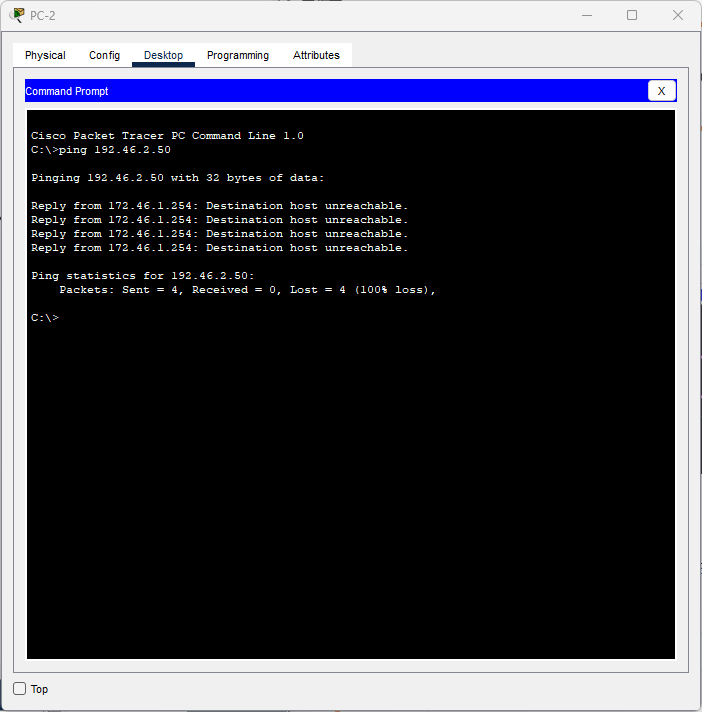 PC-2
Physical Config Desktop Programming Attributes
Command Prompt X
Cisco Packet Tracer PC Command Line 1.0
C:\>ping 192.46.2.50
Pinging 192.46.2.50 with 32 bytes of data:
Reply from 172.46.1.254: Destination host unreachable.
Reply from 172.46.1.254: Destination host unreachable.
Reply from 172.46.1.254: Destination host unreachable.
Reply from 172.46.1.254: Destination host unreachable.
Ping statistics for 192.46.2.50:
    Packets: Sent = 4, Received = 0, Lost = 4 (100% loss),
C:\>
Top